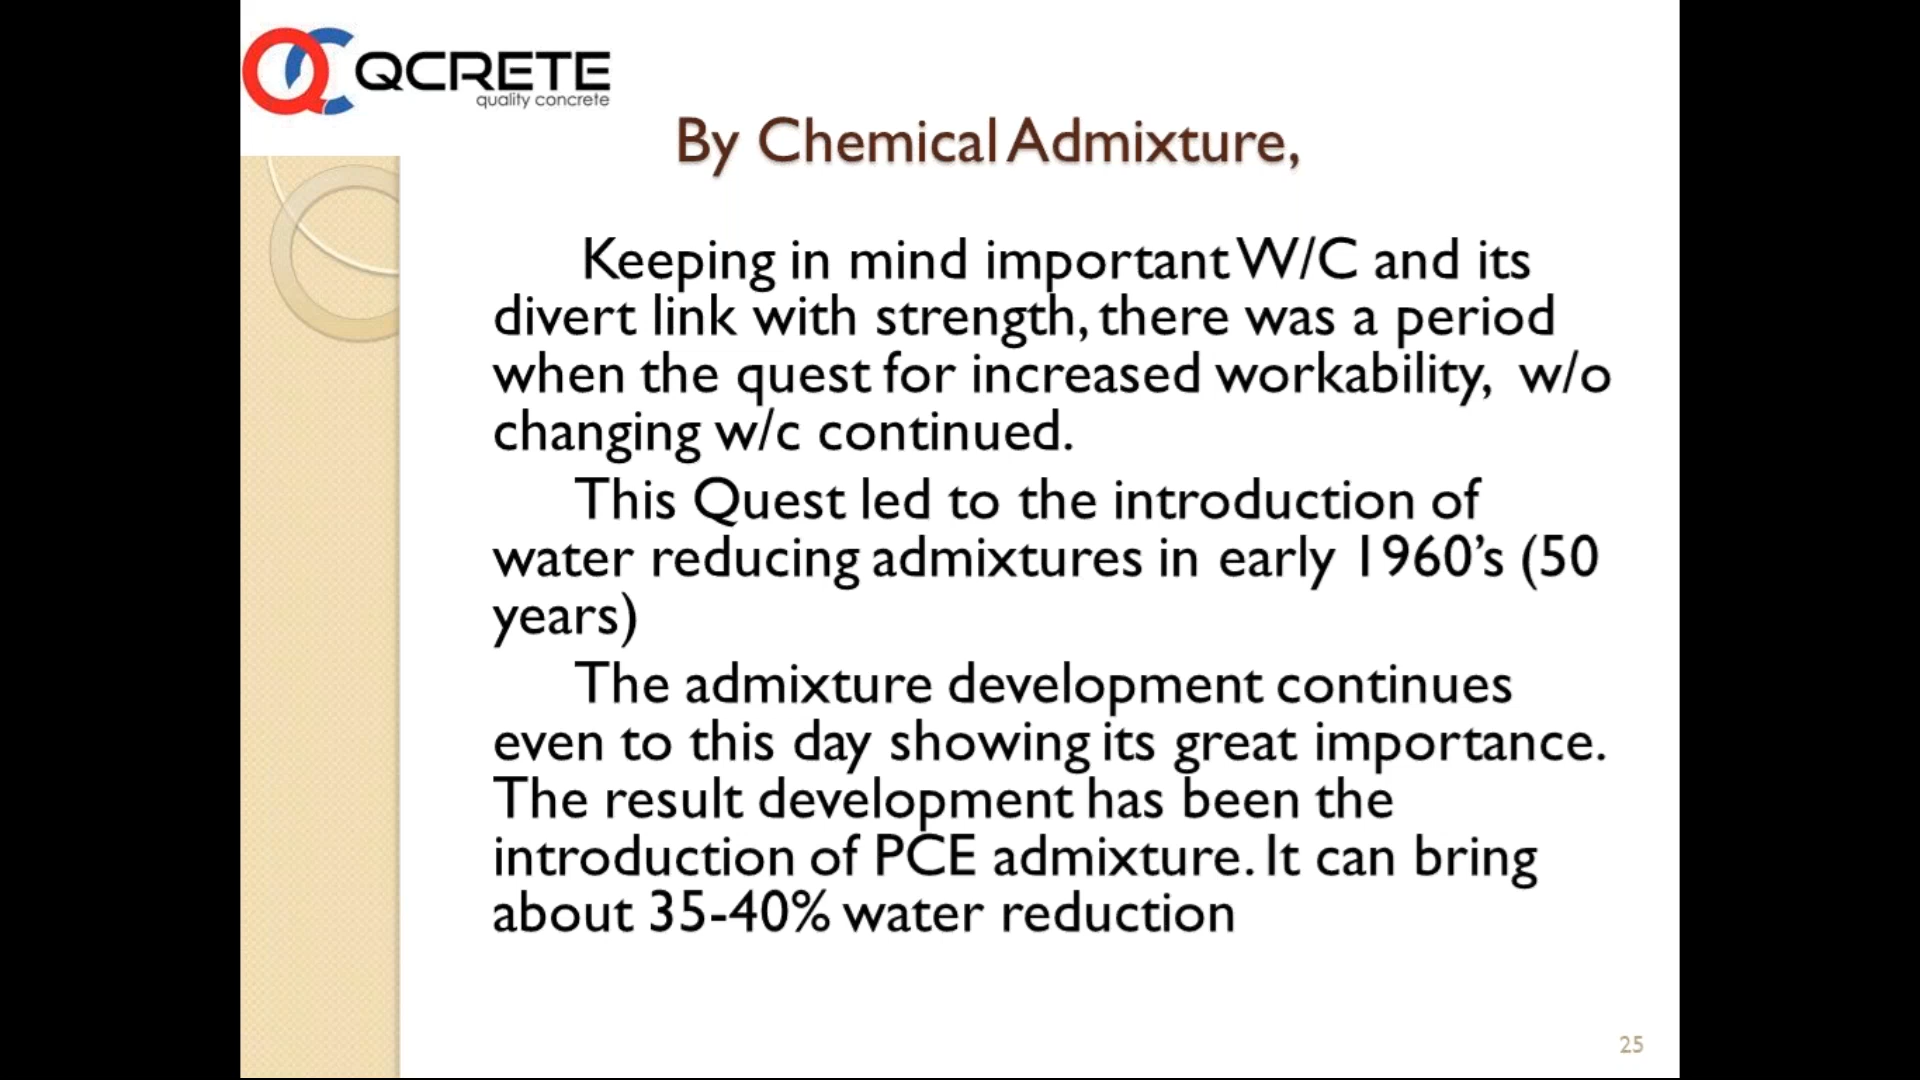 QCRETE
quality concrete
By Chemical Admixture,
Keeping in mind important W/C and its
divert link with strength, there was a period
when the quest for increased workability, w/o
changing w/c continued.
This Quest led to the introduction of
water reducing admixtures in early 1960's (50
years)
The admixture development continues
even to this day showing its great importance.
The result development has been the
introduction of PCE admixture. It can bring
about 35-40% water reduction
25